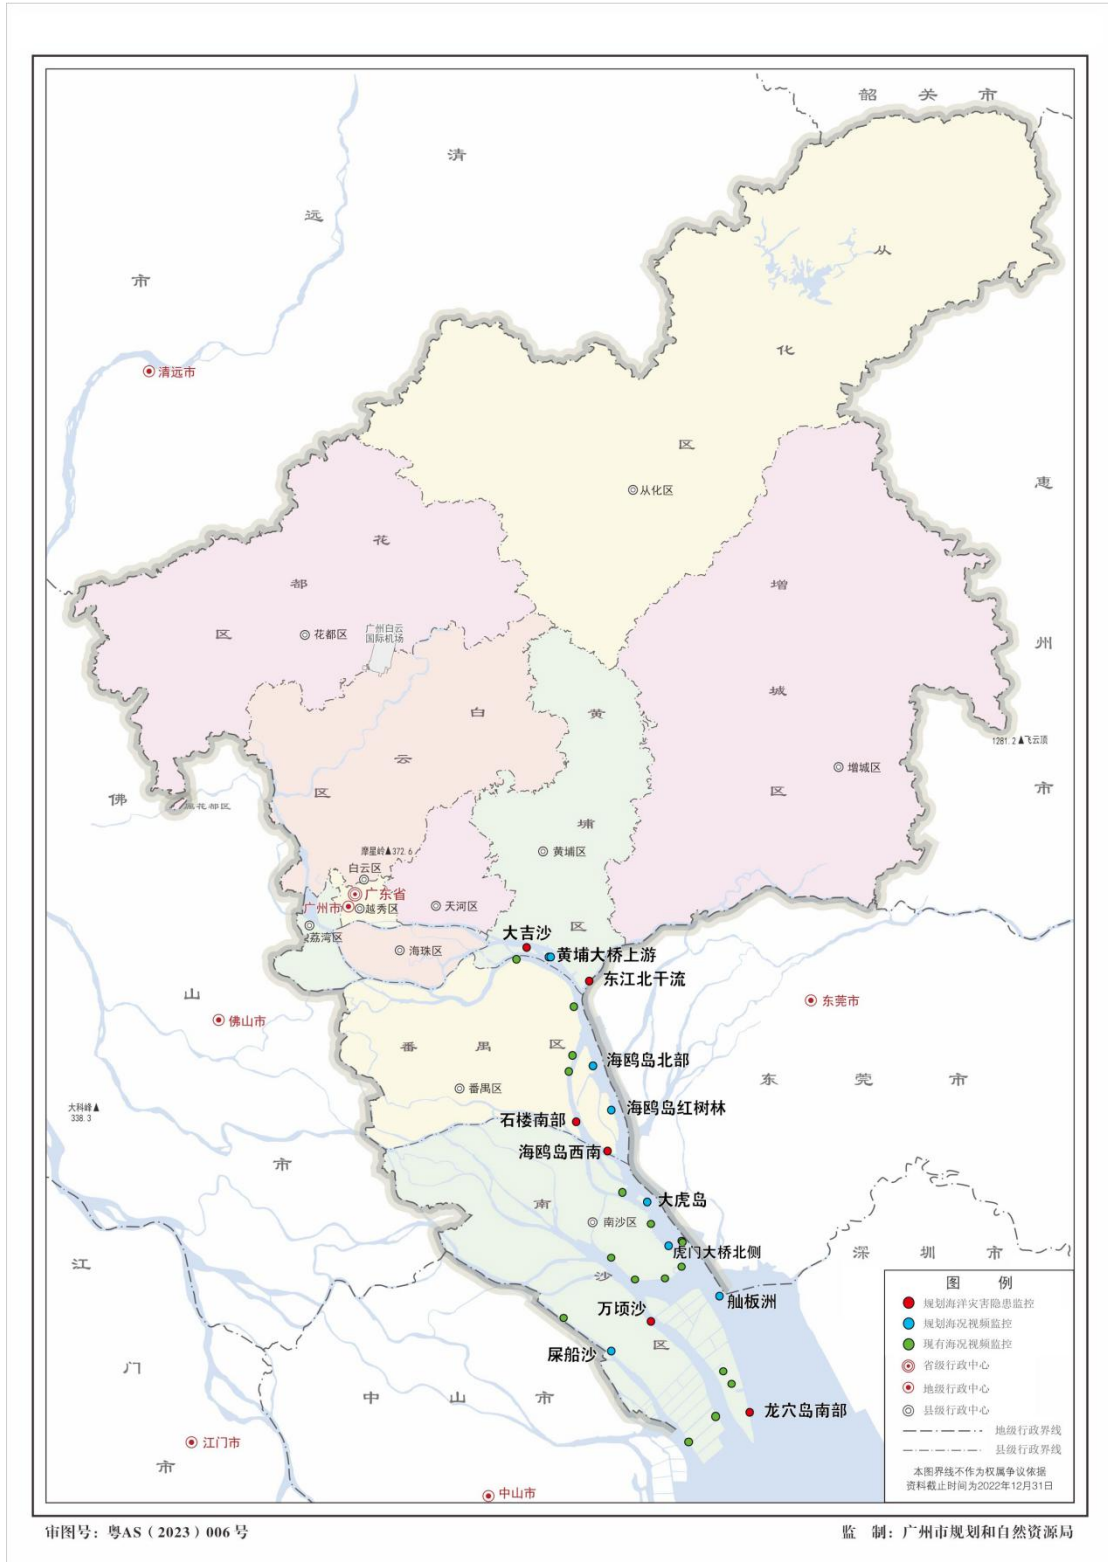 韶关市
清
远
市
从
清远市
化
惠
区
从化区
花
都
增
区
花都区
广州白云
国际机场
州
城
白
黄
云
1281.2▲飞云顶
区
增城区
区
佛
市
埔
摩星岭▲372.6
黄埔区
白云区
广东省
广州市
越秀区
天河区
荔湾区
区
大吉沙
海珠区
黄埔大桥上游
东江北干流
山
东莞市
佛山市
番禺区
海鸥岛北部
东莞市
番禺区
大科峰▲
338.3
海鸥岛红树林
石楼南部
海鸥岛西南
市
大虎岛
南
南沙区
虎门大桥北侧
深圳市
江
沙
舢板洲
万顷沙
区
屎船沙
门
中山市
龙穴岛南部
江门市
市
中山市
图例
规划海洋灾害隐患监控
规划海况视频监控
现有海况视频监控
省级行政中心
地级行政中心
县级行政中心
地级行政界线
县级行政界线
本图界线不作为权属争议依据
资料截止时间为2022年12月31日
审图号：粤AS（2023）006号
监 制：广州市规划和自然资源局